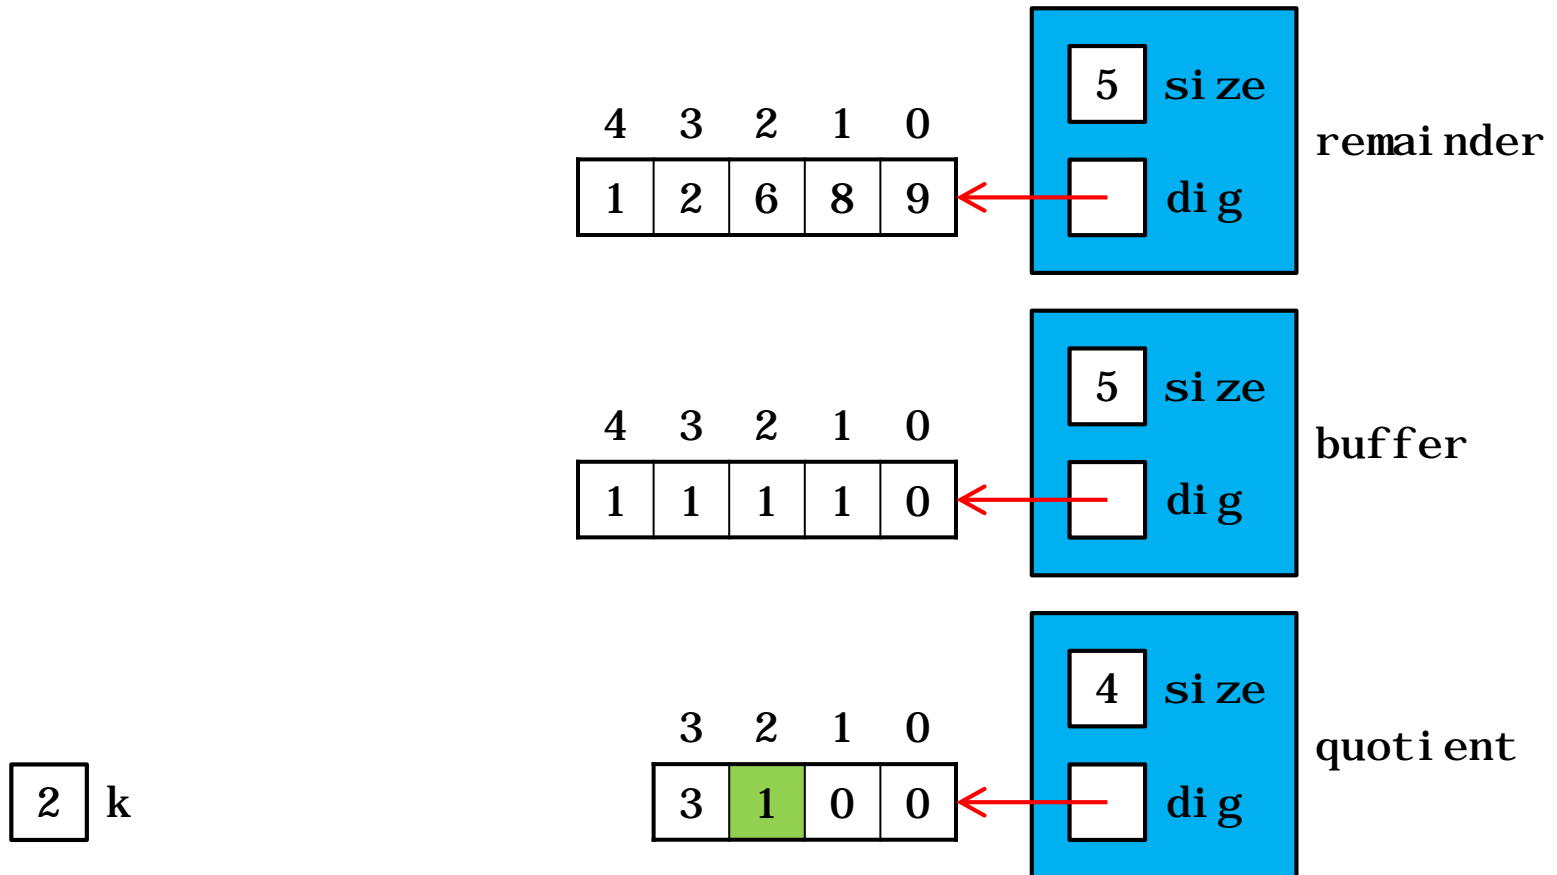 5 size
4 3 2 1 0
remainder
1 2 6 8 9 dig
5 size
4 3 2 1 0
buffer
1 1 1 1 0 dig
4 size
3 2 1 0
quotient
2 k 3 1 0 0 dig